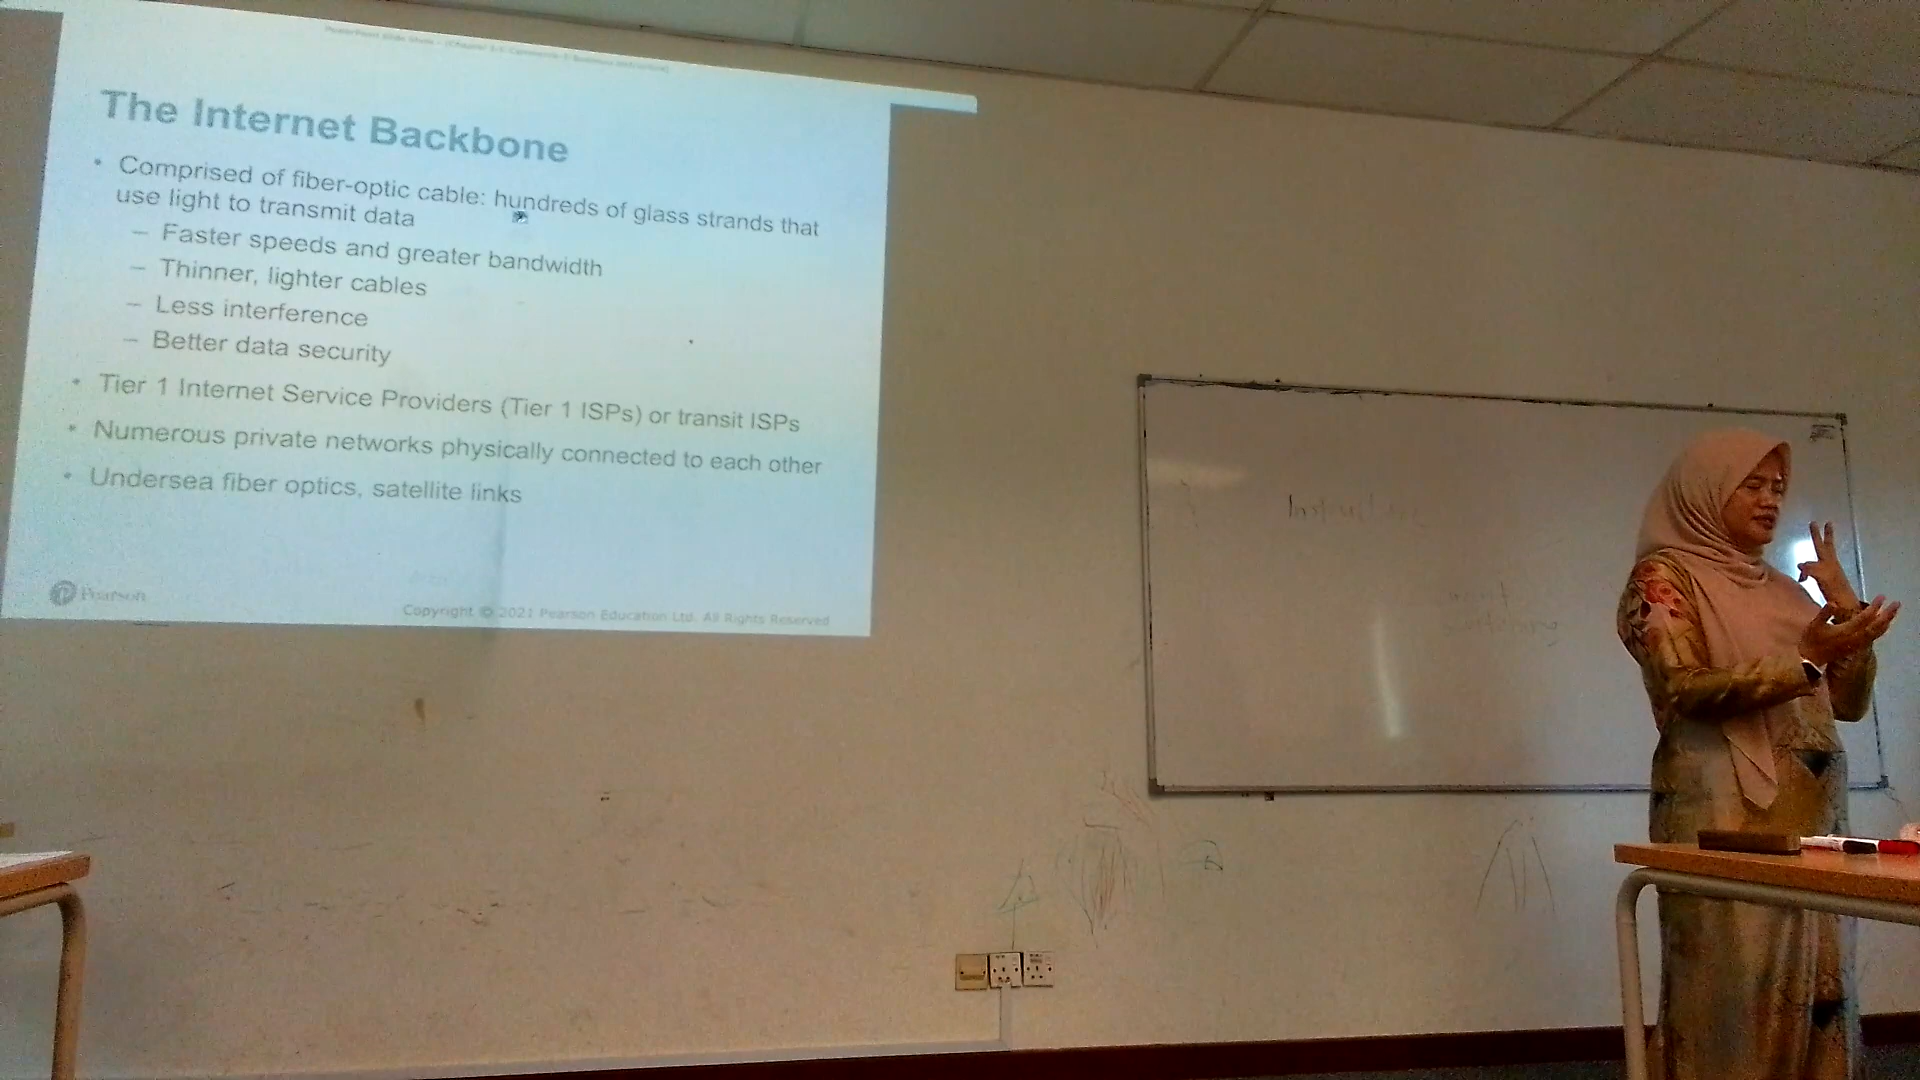 The Internet Backbone
• Comprised of fiber-optic cable: hundreds of glass strands that
use light to transmit data
– Faster speeds and greater bandwidth
– Thinner, lighter cables
– Less interference
– Better data security
• Tier 1 Internet Service Providers (Tier 1 ISPs) or transit ISPs
• Numerous private networks physically connected to each other
• Undersea fiber optics, satellite links
Pearson
Copyright © 2021 Pearson Education Ltd. All Rights Reserved